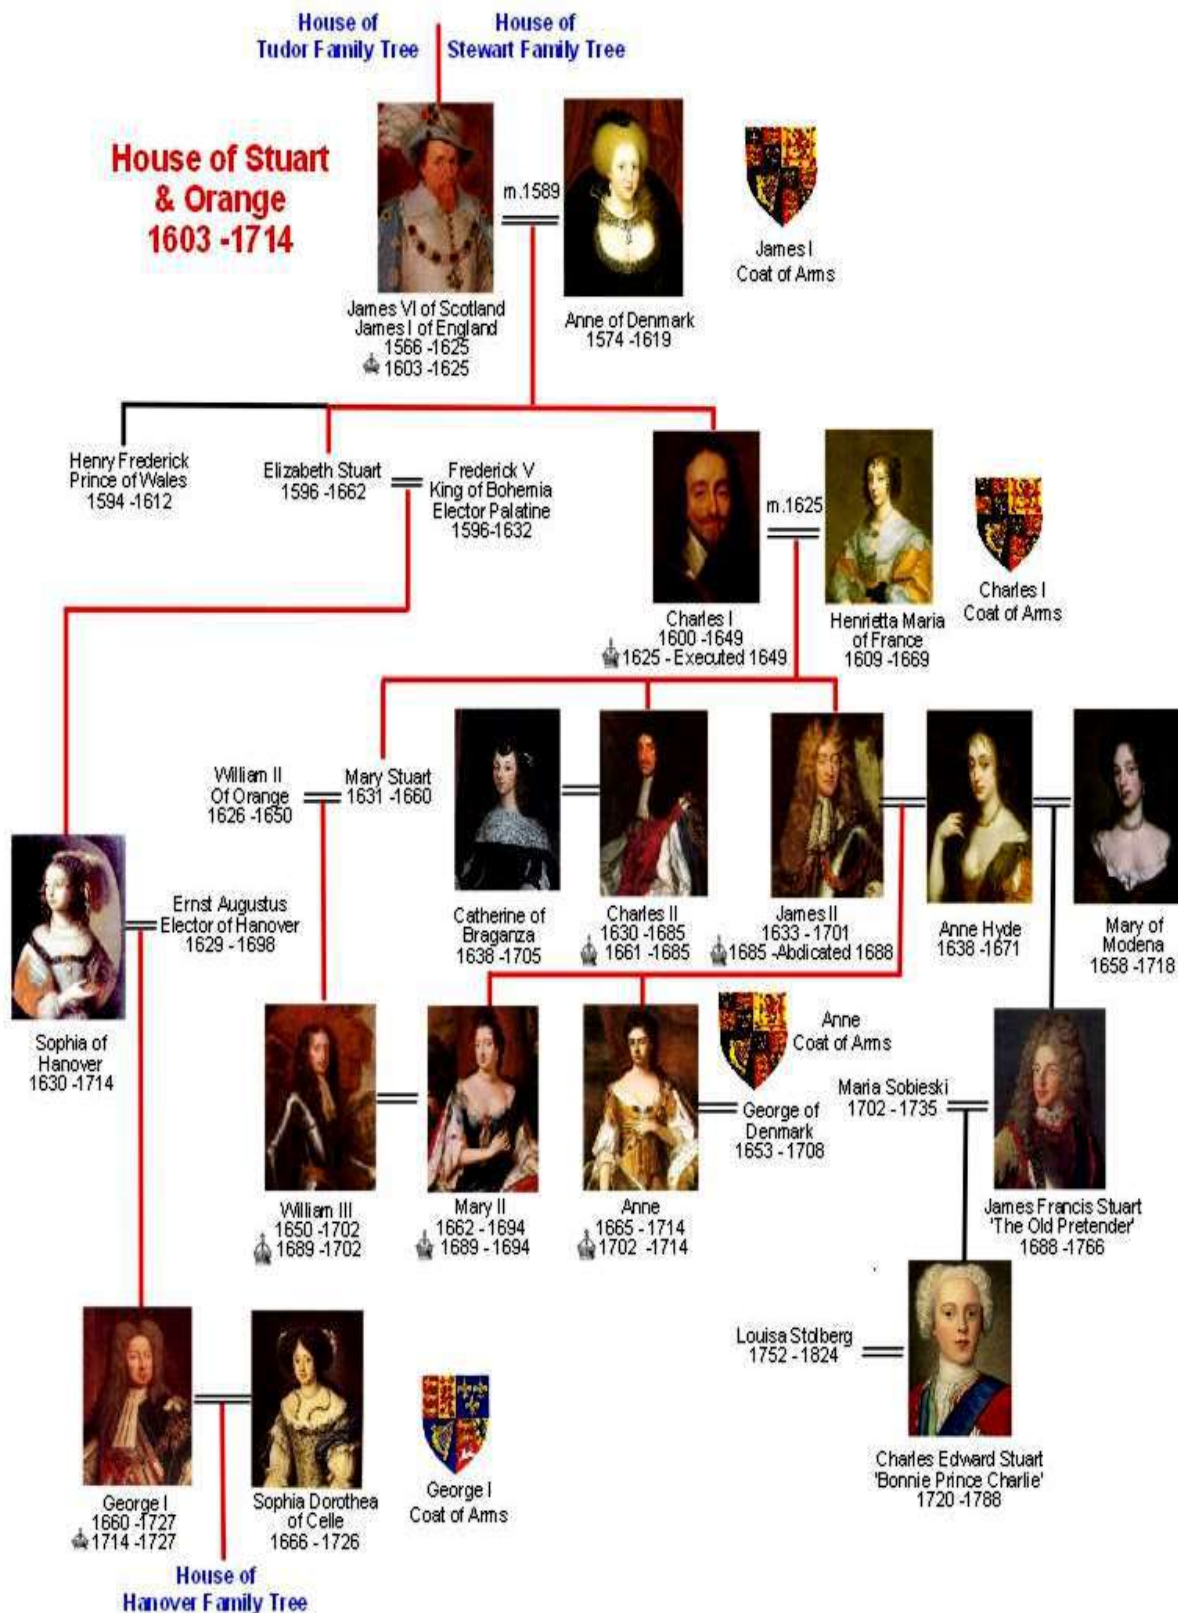 House of
Tudor Family Tree
House of
Stewart Family Tree
House of Stuart
& Orange
1603 -1714
m.1589
James I
Coat of Arms
James VI of Scotland
James I of England
1566 -1625
1603 -1625
Anne of Denmark
1574 -1619
Henry Frederick
Prince of Wales
1594 -1612
Elizabeth Stuart
1596 -1662
Frederick V
King of Bohemia
Elector Palatine
1596-1632
m.1625
Charles I
1600 -1649
1625 - Executed 1649
Henrietta Maria
of France
1609 -1669
Charles I
Coat of Arms
William II
Of Orange
1626 -1650
Mary Stuart
1631 -1660
Ernst Augustus
Elector of Hanover
1629 - 1698
Catherine of
Braganza
1638 -1705
Charles II
1630 -1685
1661 -1685
James II
1633 -1701
1685 -Abdicated 1688
Anne Hyde
1638 -1671
Mary of
Modena
1658 -1718
Sophia of
Hanover
1630 -1714
Anne
Coat of Arms
Maria Sobieski
1702 -1735
George of
Denmark
1653 - 1708
William III
1650 -1702
1689 -1702
Mary II
1662 -1694
1689 - 1694
Anne
1665 -1714
1702 -1714
James Francis Stuart
'The Old Pretender'
1688 -1766
Louisa Stolberg
1752 - 1824
Charles Edward Stuart
'Bonnie Prince Charlie'
1720 -1788
George I
1660 -1727
1714 -1727
Sophia Dorothea
of Celle
1666 - 1726
George I
Coat of Arms
House of
Hanover Family Tree